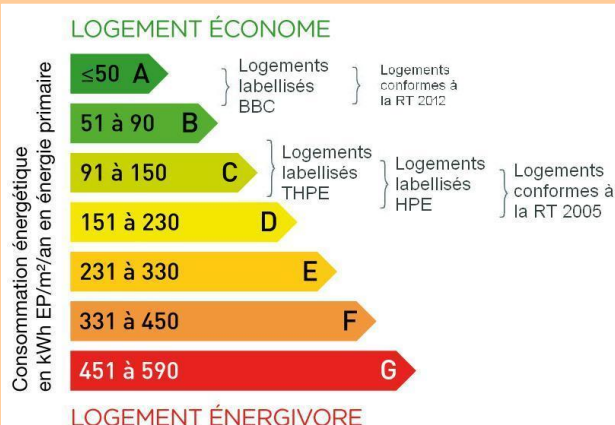 LOGEMENT ÉCONOME
Consommation énergétique
en kWh EP/m²/an en énergie primaire
≤50 A
51 à 90 B
91 à 150 C
151 à 230 D
231 à 330 E
331 à 450 F
451 à 590 G
Logements
labellisés
BBC
Logements
conformes à
la RT 2012
Logements
labellisés
THPE
Logements
labellisés
HPE
Logements
conformes à
la RT 2005
LOGEMENT ÉNERGIVORE